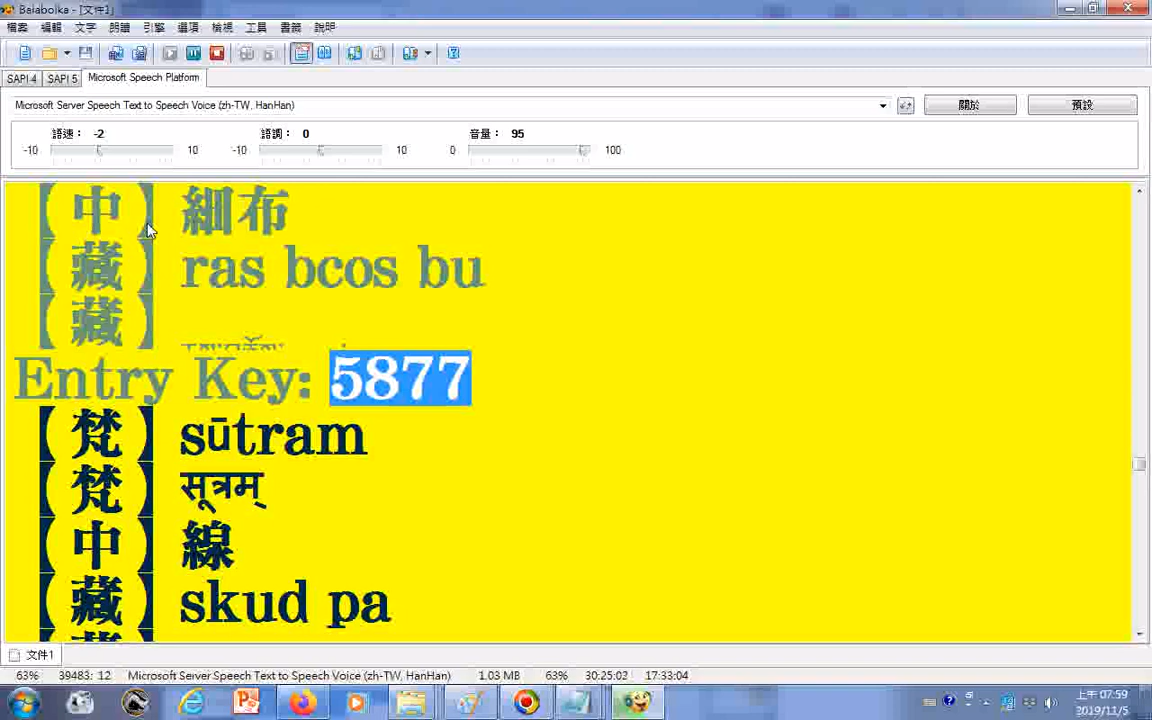 Balabolka - [文件1]
檔案 編輯 文字 朗讀 引擎 選項 檢視 工具 書籤 說明
SAPI 4 SAPI 5 Microsoft Speech Platform
Microsoft Server Speech Text to Speech Voice (zh-TW, HanHan) 關於 預設
語速： -2 語調： 0 音量： 95
-10 10 -10 10 0 100
【中】 細布
【藏】 ras bcos bu
【藏】
Entry Key: 5877
【梵】 sūtram
【梵】 सूत्रम्
【中】 線
【藏】 skud pa
文件1
63% 39483: 12 Microsoft Server Speech Text to Speech Voice (zh-TW, HanHan) 1.03 MB 63% 30:25:02 17:33:04
上午 07:59
2019/11/5